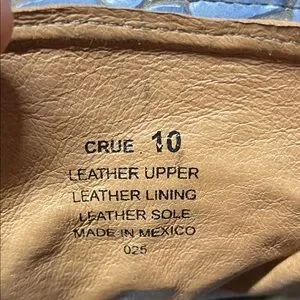 CRUE 10
LEATHER UPPER
LEATHER LINING
LEATHER SOLE
MADE IN MEXICO
025